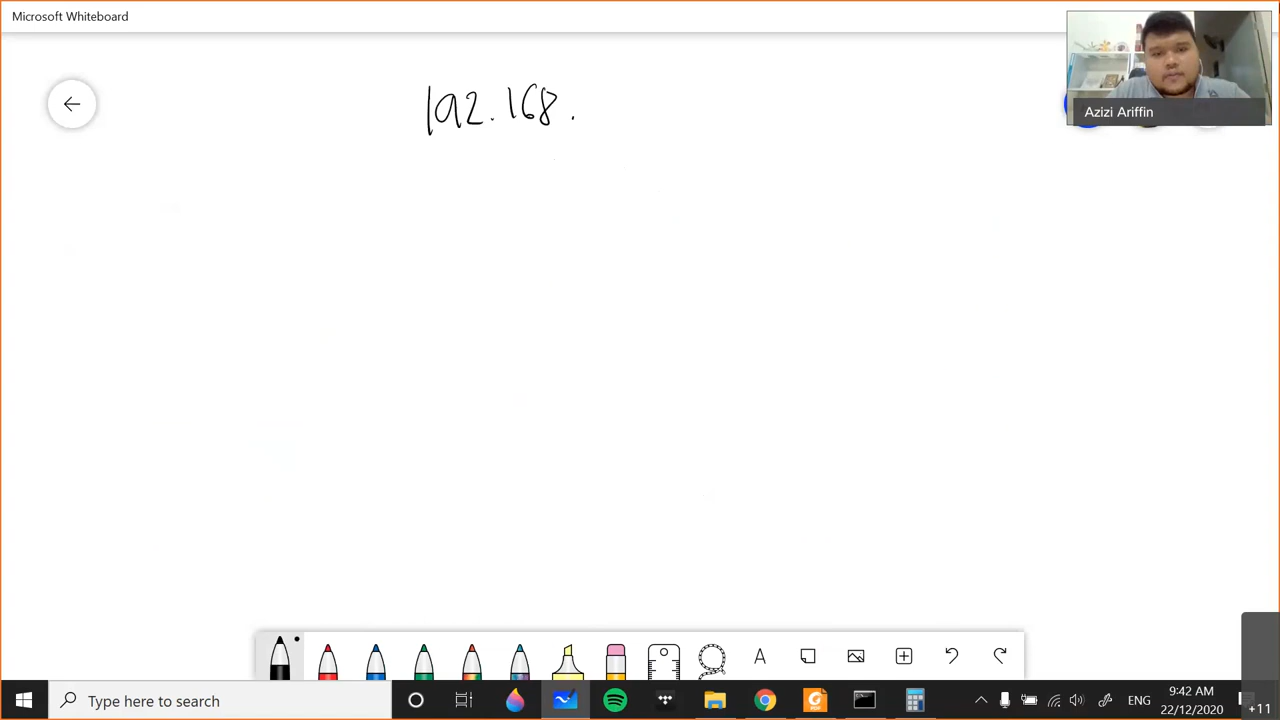 Microsoft Whiteboard
192.168.
Azizi Ariffin
A
Type here to search
ENG
9:42 AM
22/12/2020
+11